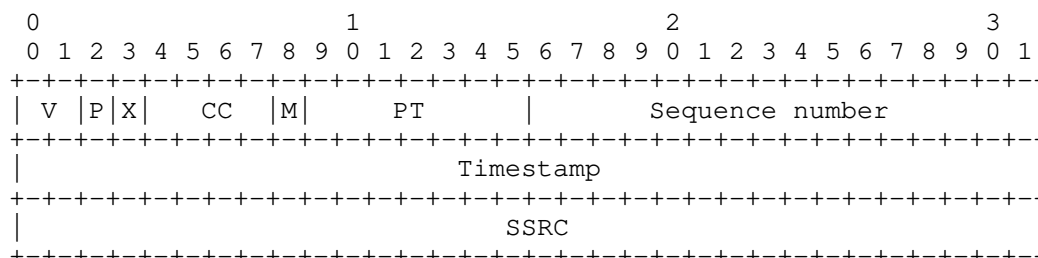 0                   1                   2                   3
 0 1 2 3 4 5 6 7 8 9 0 1 2 3 4 5 6 7 8 9 0 1 2 3 4 5 6 7 8 9 0 1
+-+-+-+-+-+-+-+-+-+-+-+-+-+-+-+-+-+-+-+-+-+-+-+-+-+-+-+-+-+-+-+-
| V |P|X|   CC  |M|     PT      |       Sequence number
+-+-+-+-+-+-+-+-+-+-+-+-+-+-+-+-+-+-+-+-+-+-+-+-+-+-+-+-+-+-+-+-
|                           Timestamp
+-+-+-+-+-+-+-+-+-+-+-+-+-+-+-+-+-+-+-+-+-+-+-+-+-+-+-+-+-+-+-+-
|                              SSRC
+-+-+-+-+-+-+-+-+-+-+-+-+-+-+-+-+-+-+-+-+-+-+-+-+-+-+-+-+-+-+-+-